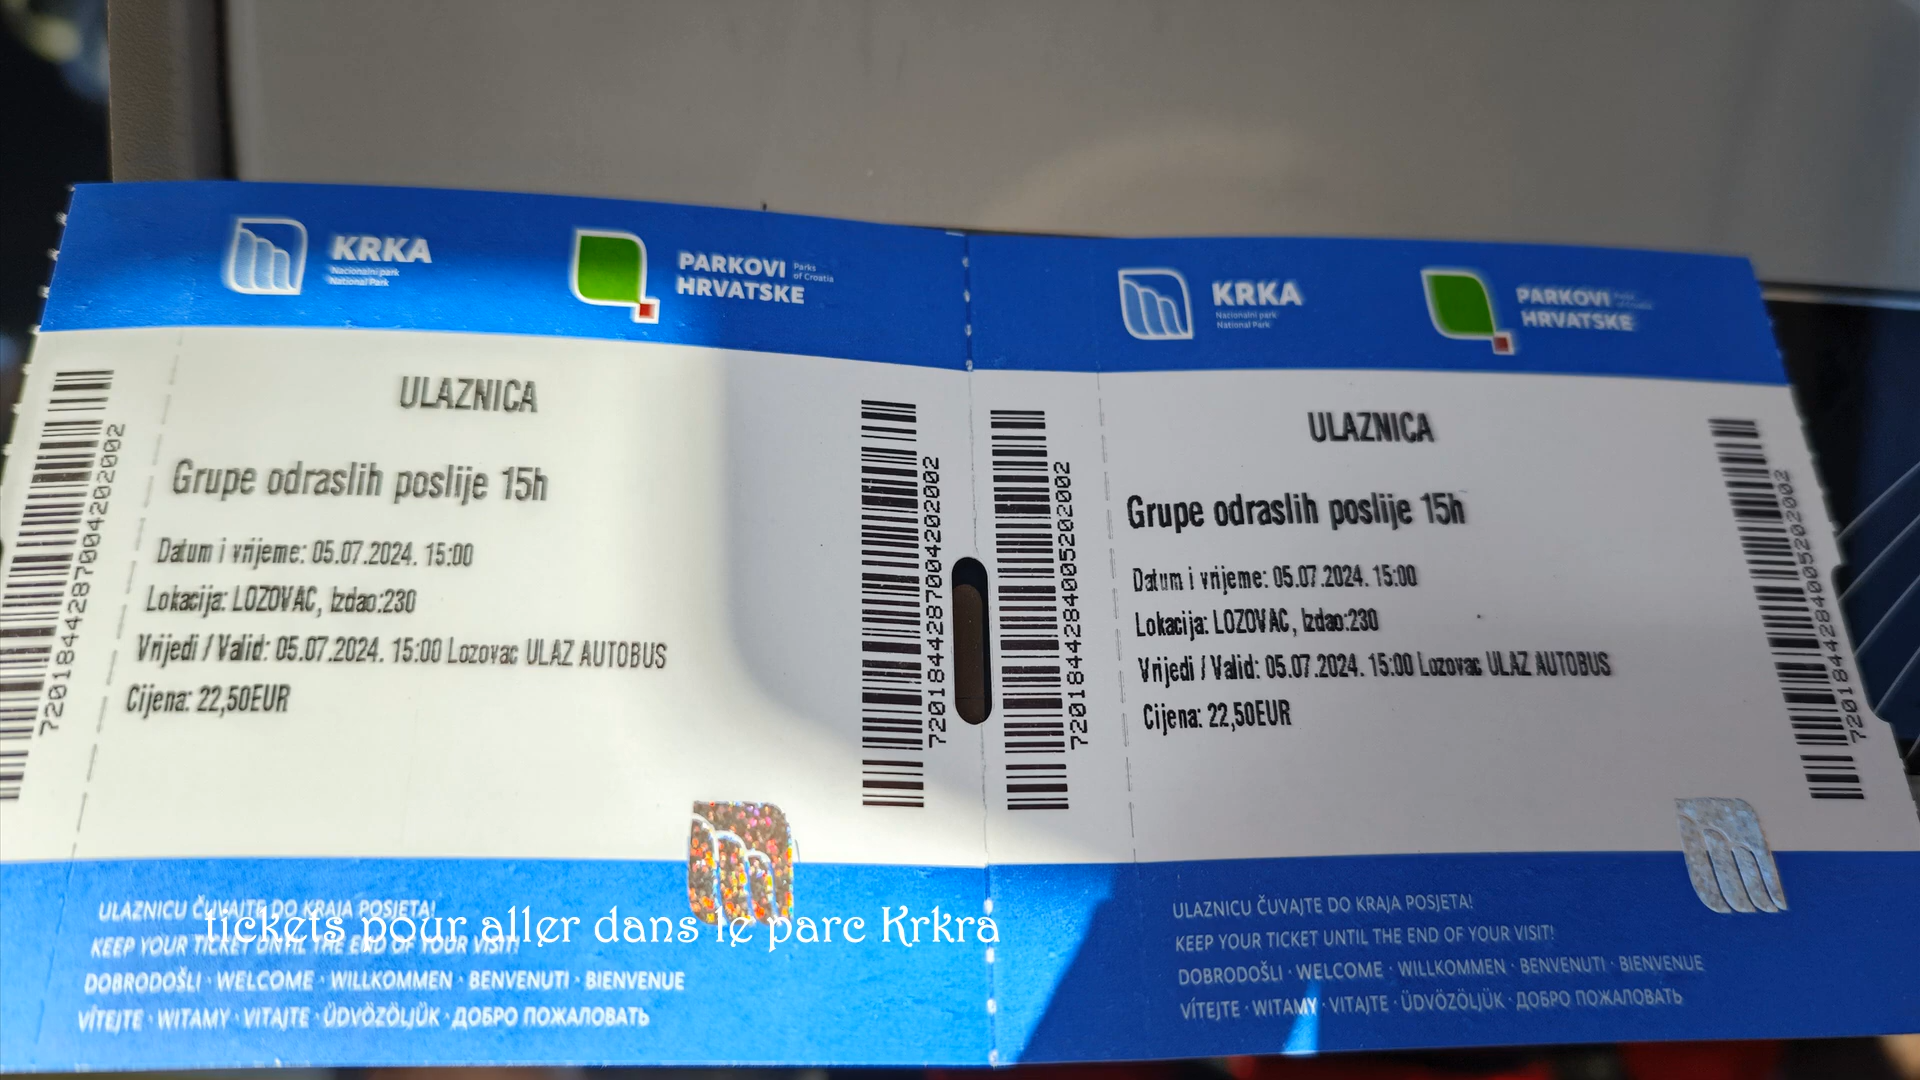 KRKA
Nacionalni park
National Park
PARKOVI
HRVATSKE
Parks
of Croatia
ULAZNICA
Grupe odraslih poslije 15h
Datum i vrijeme: 05.07.2024. 15:00
Lokacija: LOZOVAC, Izdao:230
Vrijedi / Valid: 05.07.2024. 15:00 Lozovac ULAZ AUTOBUS
Cijena: 22,50EUR
7201844287004202002
7201844287004202002
ULAZNICU ČUVAJTE DO KRAJA POSJETA!
KEEP YOUR TICKET UNTIL THE END OF YOUR VISIT!
DOBRODOŠLI · WELCOME · WILLKOMMEN · BENVENUTI · BIENVENUE
VÍTEJTE · WITAMY · VITAJTE · ÜDVÖZÖLJÜK · ДОБРО ПОЖАЛОВАТЬ
tickets pour aller dans le parc Krkra
KRKA
Nacionalni park
National Park
PARKOVI
HRVATSKE
Parks
of Croatia
ULAZNICA
Grupe odraslih poslije 15h
Datum i vrijeme: 05.07.2024. 15:00
Lokacija: LOZOVAC, Izdao:230
Vrijedi / Valid: 05.07.2024. 15:00 Lozovac ULAZ AUTOBUS
Cijena: 22,50EUR
7201844284005202002
7201844284005202002
ULAZNICU ČUVAJTE DO KRAJA POSJETA!
KEEP YOUR TICKET UNTIL THE END OF YOUR VISIT!
DOBRODOŠLI · WELCOME · WILLKOMMEN · BENVENUTI · BIENVENUE
VÍTEJTE · WITAMY · VITAJTE · ÜDVÖZÖLJÜK · ДОБРО ПОЖАЛОВАТЬ